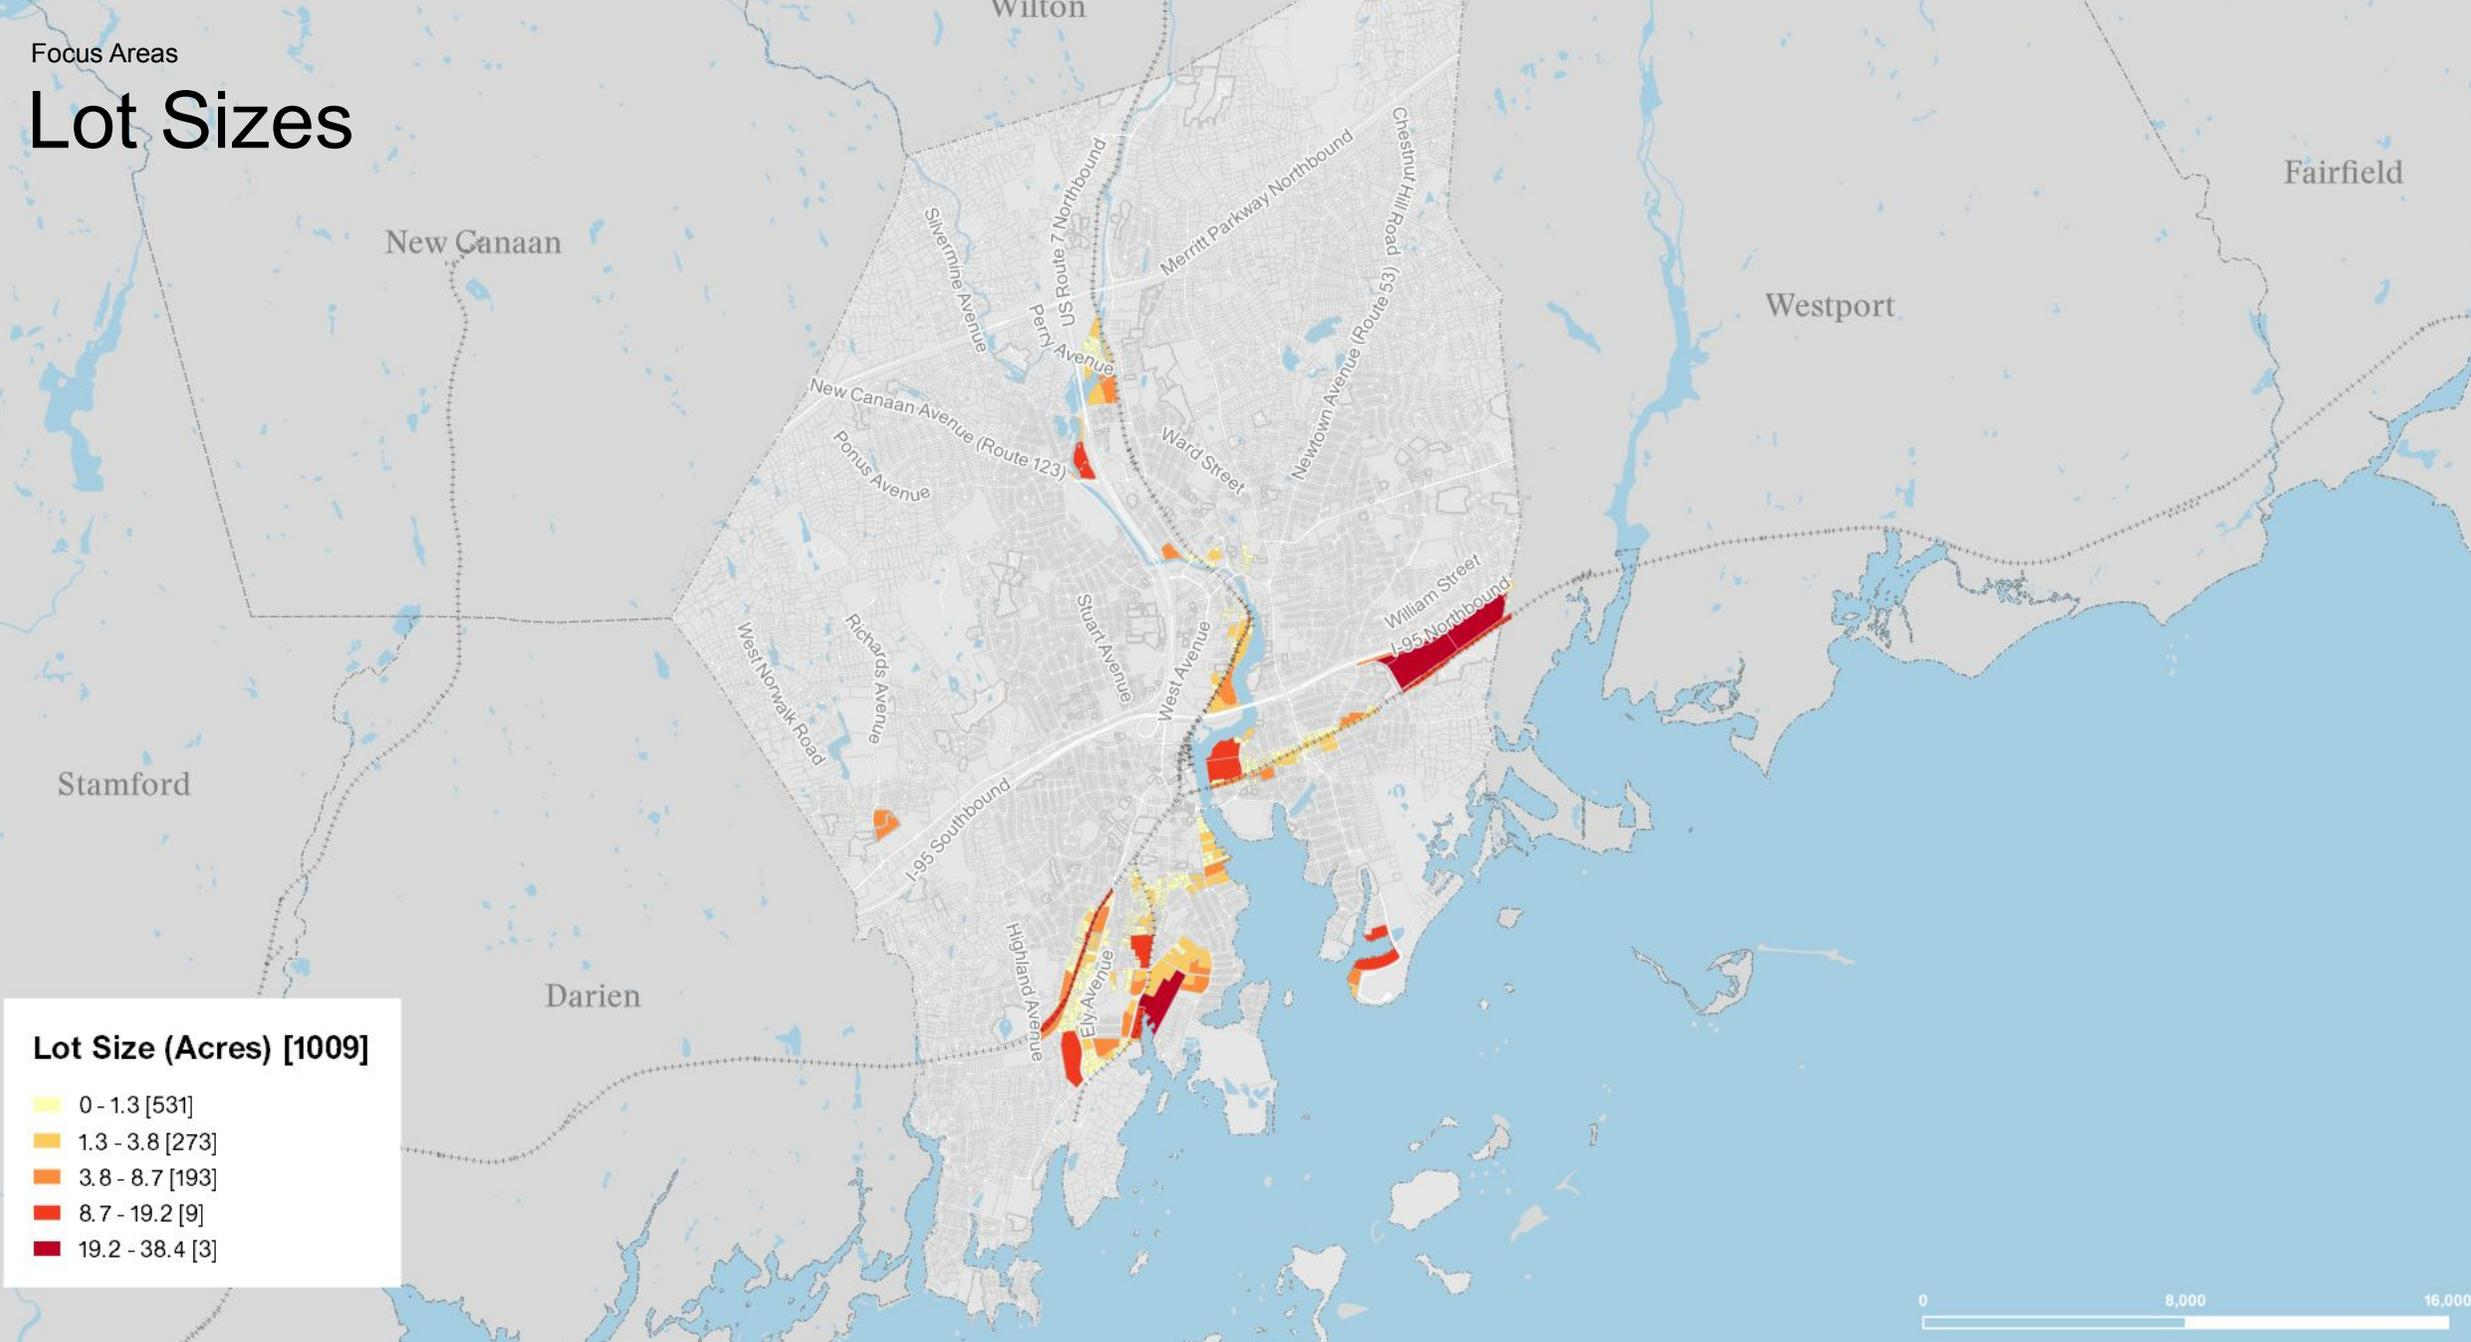 Focus Areas
Lot Sizes
Wilton
New Canaan
Fairfield
Westport
Stamford
Darien
US Route 7 Northbound
Merritt Parkway Northbound
Chestnut Hill Road
Silvermine Avenue
Perry Avenue
Newtown Avenue (Route 53)
New Canaan Avenue (Route 123)
Ponus Avenue
Ward Street
William Street
I-95 Northbound
Stuart Avenue
West Avenue
Richards Avenue
West Norwalk Road
I-95 Southbound
Highland Avenue
Ely Avenue
Lot Size (Acres) [1009]
0 - 1.3 [531]
1.3 - 3.8 [273]
3.8 - 8.7 [193]
8.7 - 19.2 [9]
19.2 - 38.4 [3]
0 8,000 16,000